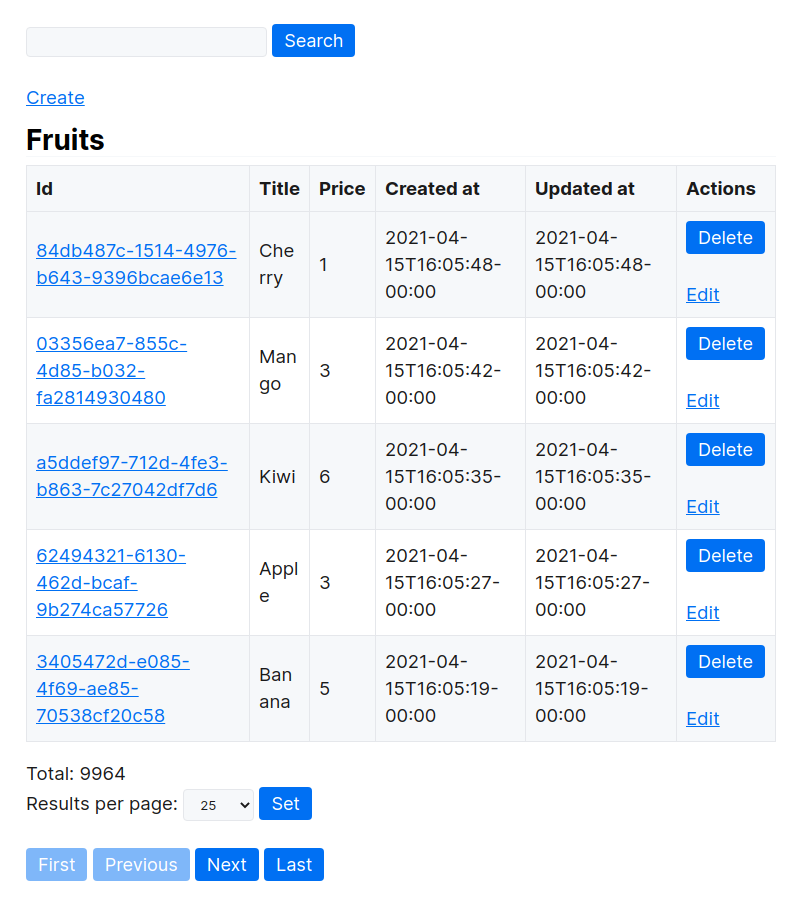 Search
Create
Fruits
Id Title Price Created at Updated at Actions
84db487c-1514-4976-
b643-9396bcae6e13
Che
rry
1
2021-04-
15T16:05:48-
00:00
2021-04-
15T16:05:48-
00:00
Delete
Edit
03356ea7-855c-
4d85-b032-
fa2814930480
Man
go
3
2021-04-
15T16:05:42-
00:00
2021-04-
15T16:05:42-
00:00
Delete
Edit
a5ddef97-712d-4fe3-
b863-7c27042df7d6
Kiwi
6
2021-04-
15T16:05:35-
00:00
2021-04-
15T16:05:35-
00:00
Delete
Edit
62494321-6130-
462d-bcaf-
9b274ca57726
Appl
e
3
2021-04-
15T16:05:27-
00:00
2021-04-
15T16:05:27-
00:00
Delete
Edit
3405472d-e085-
4f69-ae85-
70538cf20c58
Ban
ana
5
2021-04-
15T16:05:19-
00:00
2021-04-
15T16:05:19-
00:00
Delete
Edit
Total: 9964
Results per page: 25 Set
First Previous Next Last